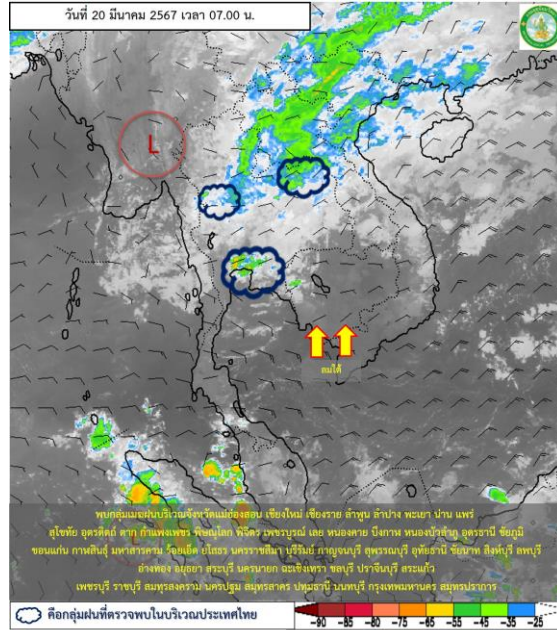 วันที่ 20 มีนาคม 2567 เวลา 07.00 น.
L
ลมใต้
พบกลุ่มเมฆฝนบริเวณจังหวัดแม่ฮ่องสอน เชียงใหม่ เชียงราย ลำพูน ลำปาง พะเยา น่าน แพร่
สุโขทัย อุตรดิตถ์ ตาก กำแพงเพชร พิษณุโลก พิจิตร เพชรบูรณ์ เลย หนองคาย บึงกาฬ หนองบัวลำภู อุดรธานี ชัยภูมิ
ขอนแก่น กาฬสินธุ์ มหาสารคาม ร้อยเอ็ด ยโสธร นครราชสีมา บุรีรัมย์ กาญจนบุรี สุพรรณบุรี อุทัยธานี ชัยนาท สิงห์บุรี ลพบุรี
อ่างทอง อยุธยา สระบุรี นครนายก ฉะเชิงเทรา ชลบุรี ปราจีนบุรี สระแก้ว
เพชรบุรี ราชบุรี สมุทรสงคราม นครปฐม สมุทรสาคร ปทุมธานี นนทบุรี กรุงเทพมหานคร สมุทรปราการ
คือกลุ่มฝนที่ตรวจพบในบริเวณประเทศไทย
-90 -85 -80 -75 -70 -65 -60 -55 -50 -45 -40 -35 -25